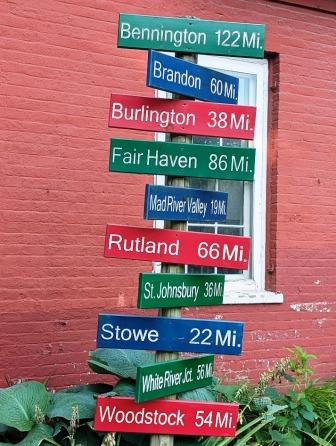 Bennington 122 Mi.
Brandon 60 Mi.
Burlington 38 Mi.
Fair Haven 86 Mi.
Mad River Valley 19 Mi.
Rutland 66 Mi.
St. Johnsbury 36 Mi.
Stowe 22 Mi.
White River Jct. 56 Mi.
Woodstock 54 Mi.